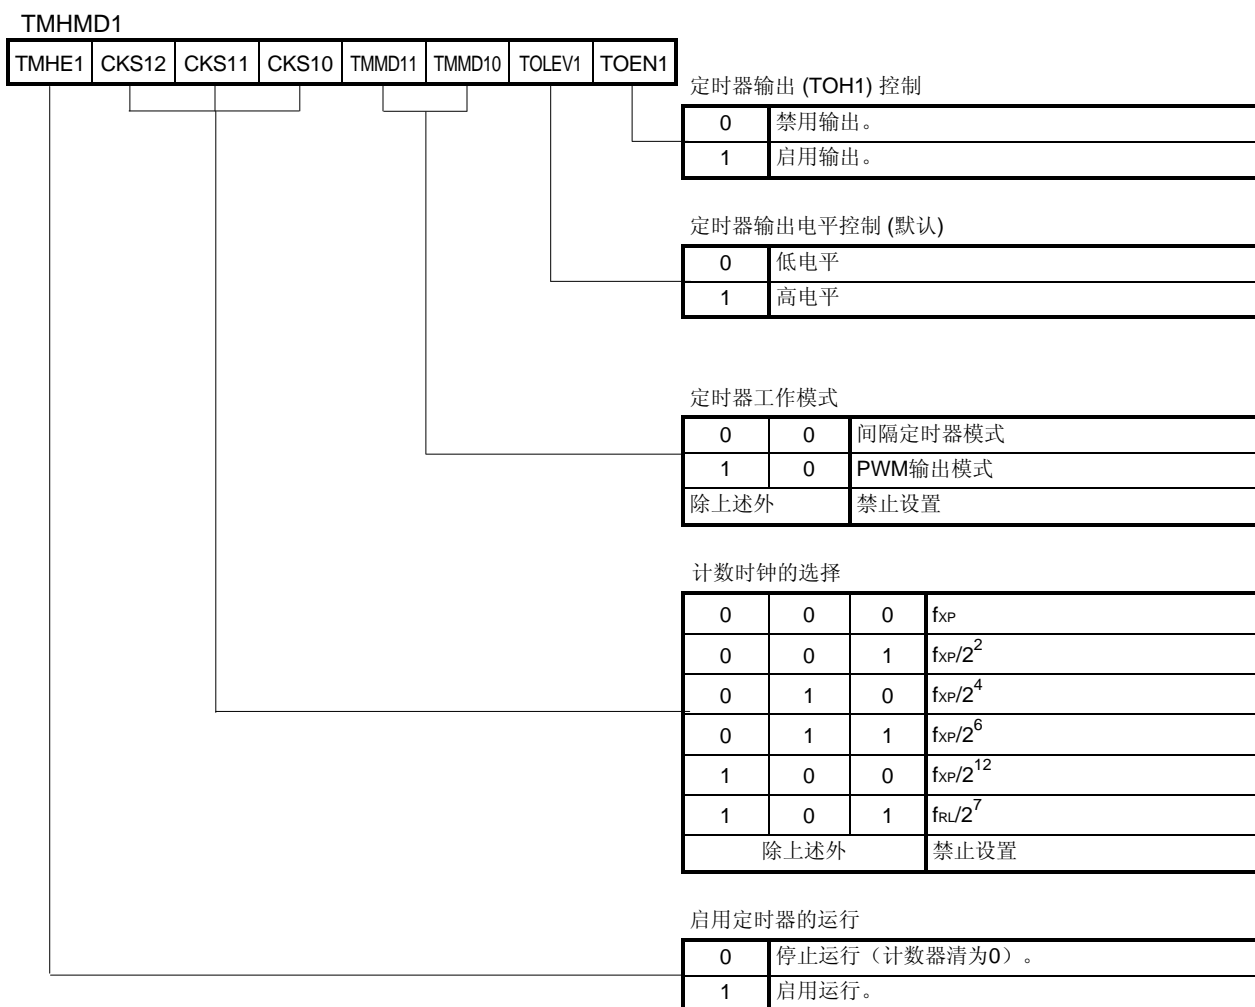 TMHMD1
TMHE1 CKS12 CKS11 CKS10 TMMD11 TMMD10 TOLEV1 TOEN1
定时器输出 (TOH1) 控制
0 禁用输出。
1 启用输出。
定时器输出电平控制 (默认)
0 低电平
1 高电平
定时器工作模式
0 0 间隔定时器模式
1 0 PWM输出模式
除上述外 禁止设置
计数时钟的选择
0 0 0 fXP
0 0 1 fXP/2^2
0 1 0 fXP/2^4
0 1 1 fXP/2^6
1 0 0 fXP/2^12
1 0 1 fRL/2^7
除上述外 禁止设置
启用定时器的运行
0 停止运行（计数器清为0）。
1 启用运行。